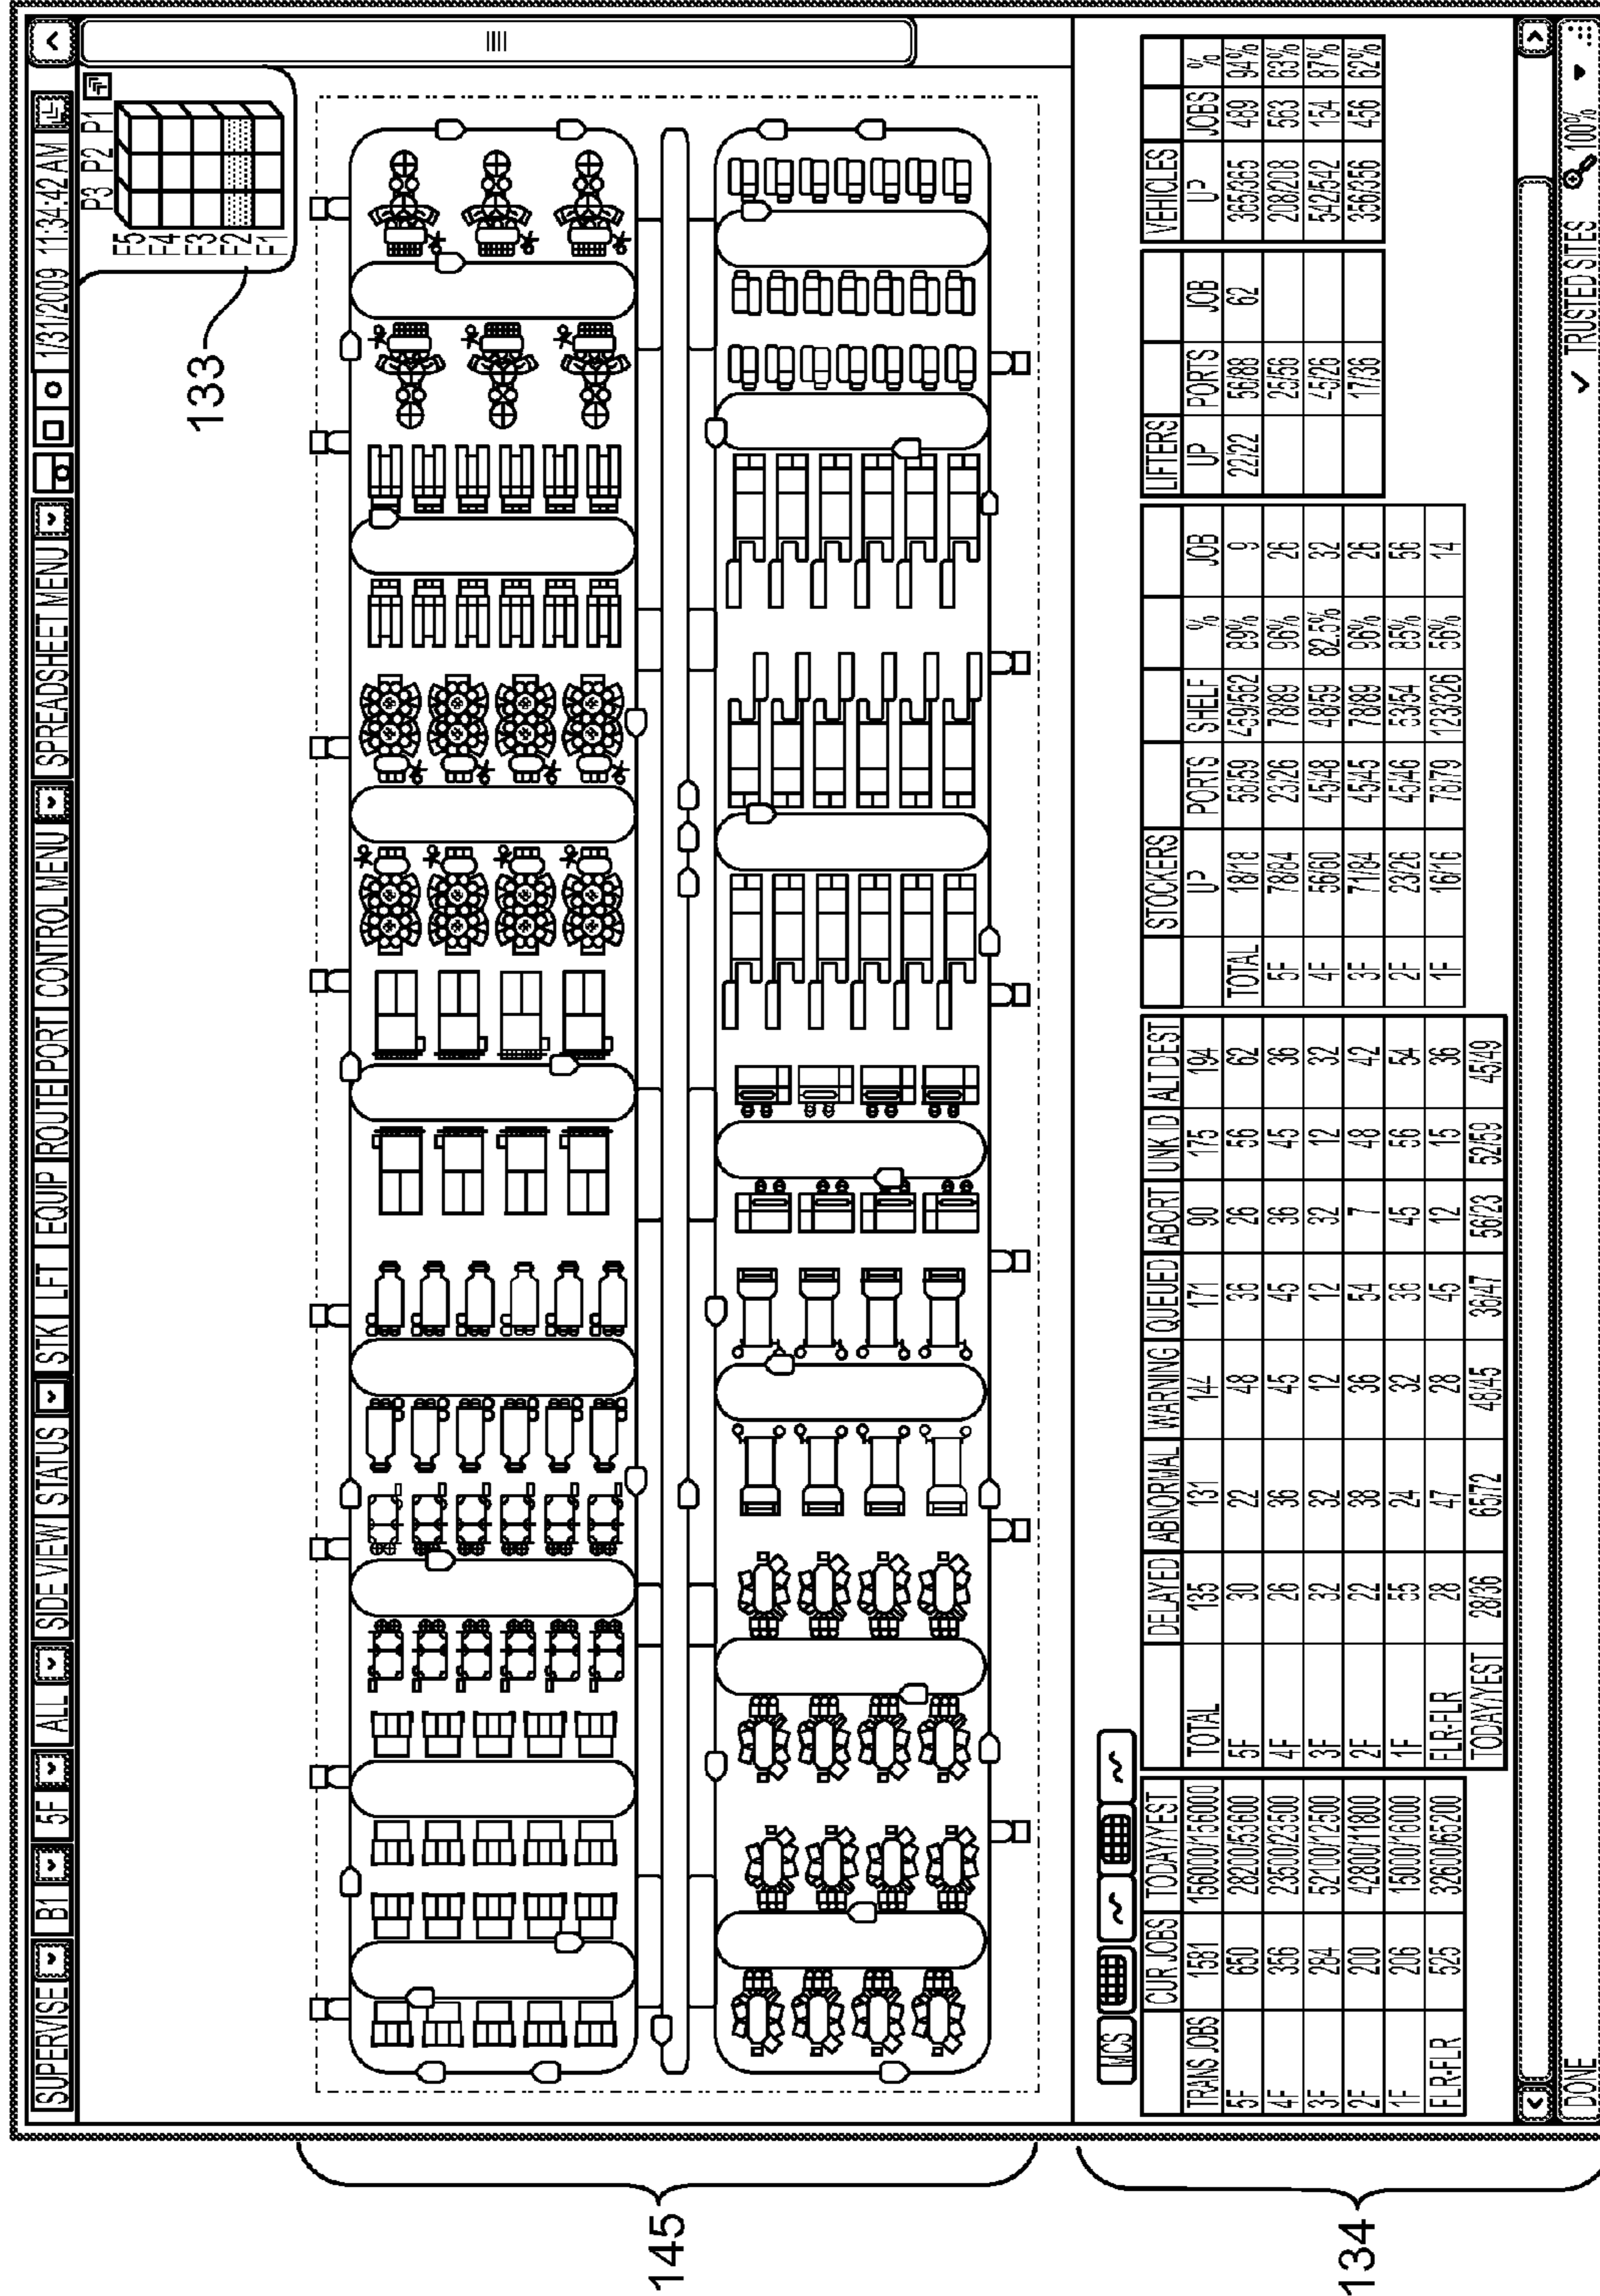 SUPERVISE B1 5F ALL SIDE VIEW STATUS STK LFT EQUIP ROUTE PORT CONTROL MENU SPREADSHEET MENU 1/31/2009 11:34:42 AM
P3 P2 P1
F5
F4
F3
F2
F1
133
145
134
MCS
CUR JOBS TODAY/YEST
TRANS JOBS 1581 15600/156000
5F 650 28200/53600
4F 356 23500/23500
3F 284 52100/12500
2F 200 42800/11800
1F 206 15000/16000
FLR-FLR 525 32600/65200
DELAYED ABNORMAL WARNING QUEUED ABORT UNK ID ALT DEST
TOTAL 135 131 144 171 90 175 194
5F 30 22 48 36 26 56 62
4F 26 36 45 45 36 45 36
3F 32 32 12 12 32 12 32
2F 22 38 36 54 7 48 42
1F 55 24 32 36 45 56 54
FLR-FLR 28 47 28 45 12 15 36
TODAY/YEST 28/36 65/72 48/45 36/47 56/23 52/59 45/49
STOCKERS
UP PORTS SHELF % JOB
TOTAL 18/18 58/59 459/562 89% 9
5F 78/84 23/26 78/89 96% 26
4F 56/60 45/48 48/59 82.5% 32
3F 71/84 45/45 78/89 96% 26
2F 23/26 45/46 53/54 85% 56
1F 16/16 78/79 123/326 56% 14
LIFTERS
UP PORTS JOB
22/22 56/88 62
25/56
45/26
17/36
VEHICLES
UP JOBS %
365/365 489 94%
208/208 563 63%
542/542 154 87%
356/356 456 62%
DONE TRUSTED SITES 100%